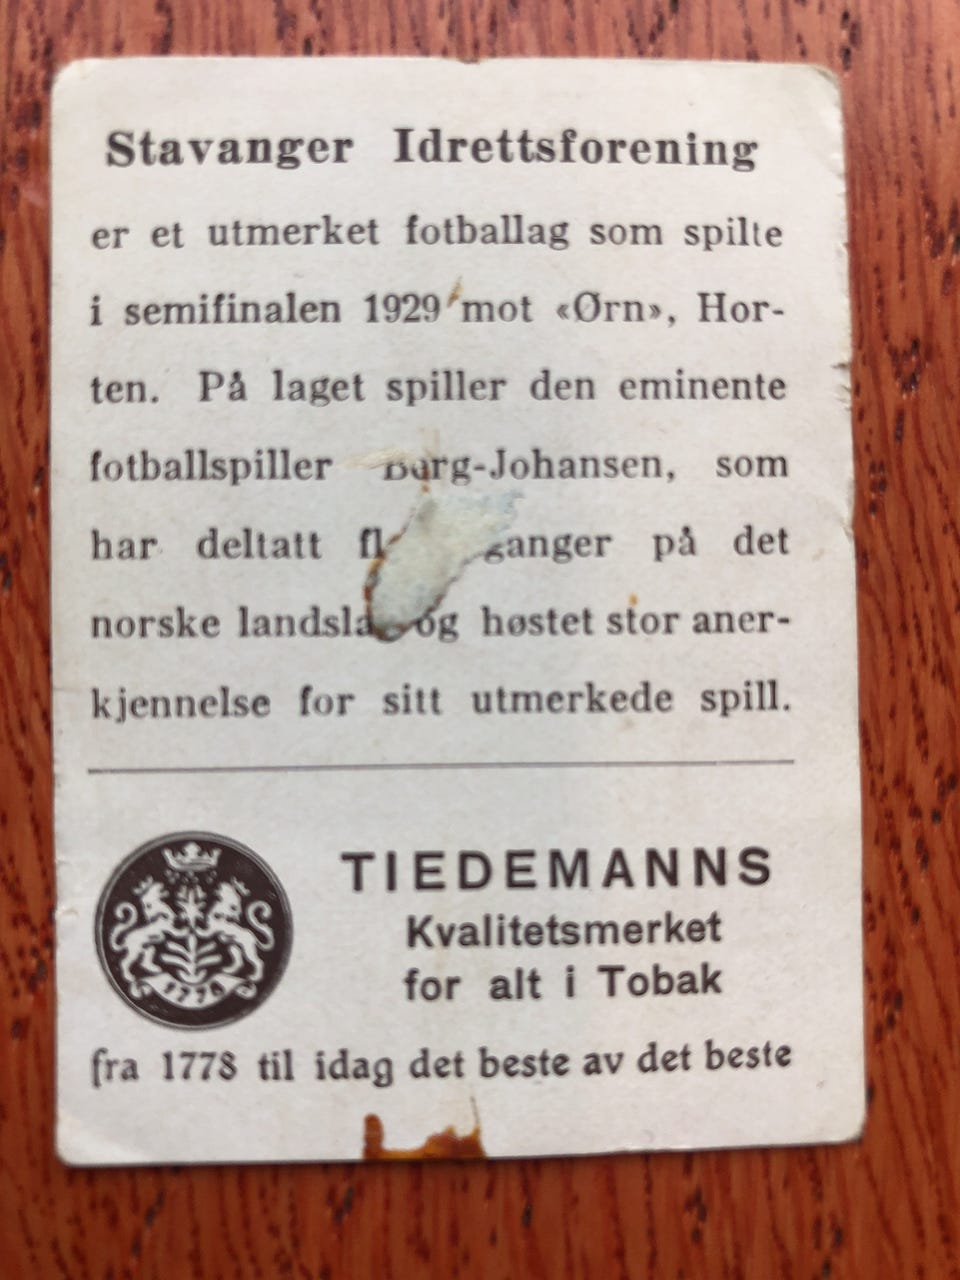 Stavanger Idrettsforening
er et utmerket fotballag som spilte
i semifinalen 1929 mot «Ørn», Hor-
ten. På laget spiller den eminente
fotballspiller Berg-Johansen, som
har deltatt ganger på det
norske landslag og høstet stor aner-
kjennelse for sitt utmerkede spill.
TIEDEMANNS
Kvalitetsmerket
for alt i Tobak
1778
fra 1778 til idag det beste av det beste